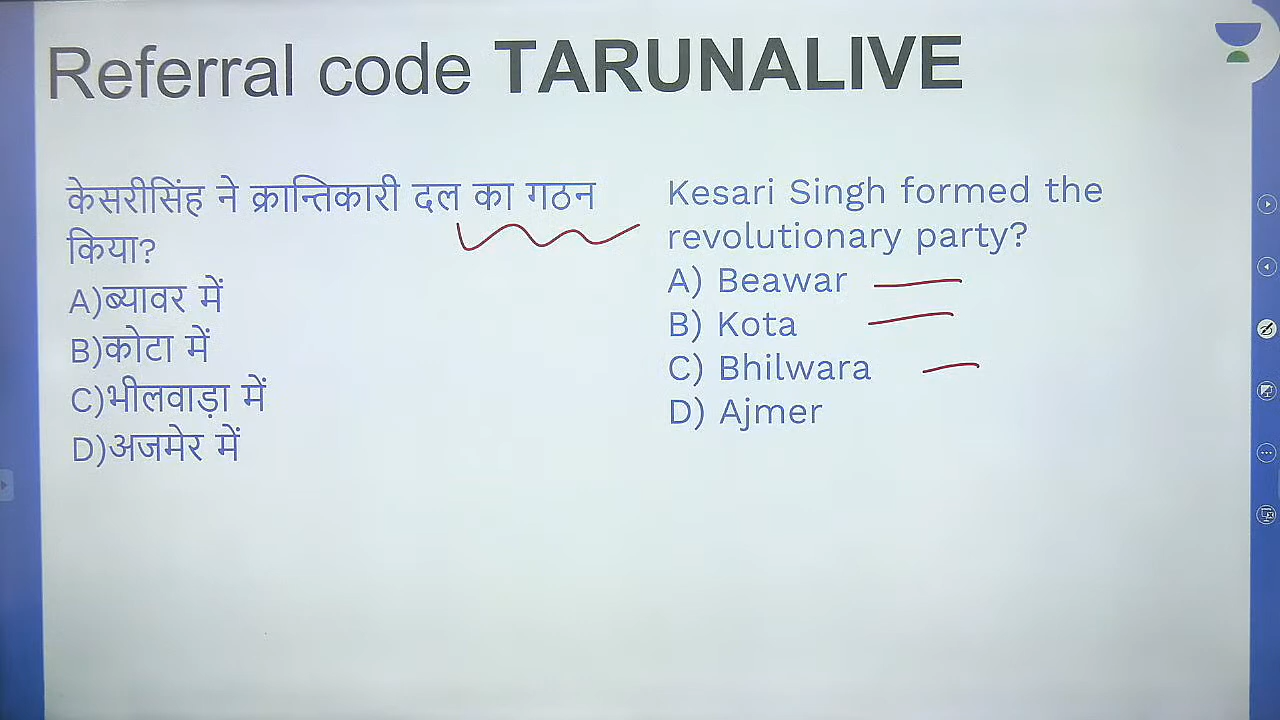 Referral code TARUNALIVE
केसरीसिंह ने क्रान्तिकारी दल का गठन
किया?
A)ब्यावर में
B)कोटा में
C)भीलवाड़ा में
D)अजमेर में
Kesari Singh formed the
revolutionary party?
A) Beawar
B) Kota
C) Bhilwara
D) Ajmer